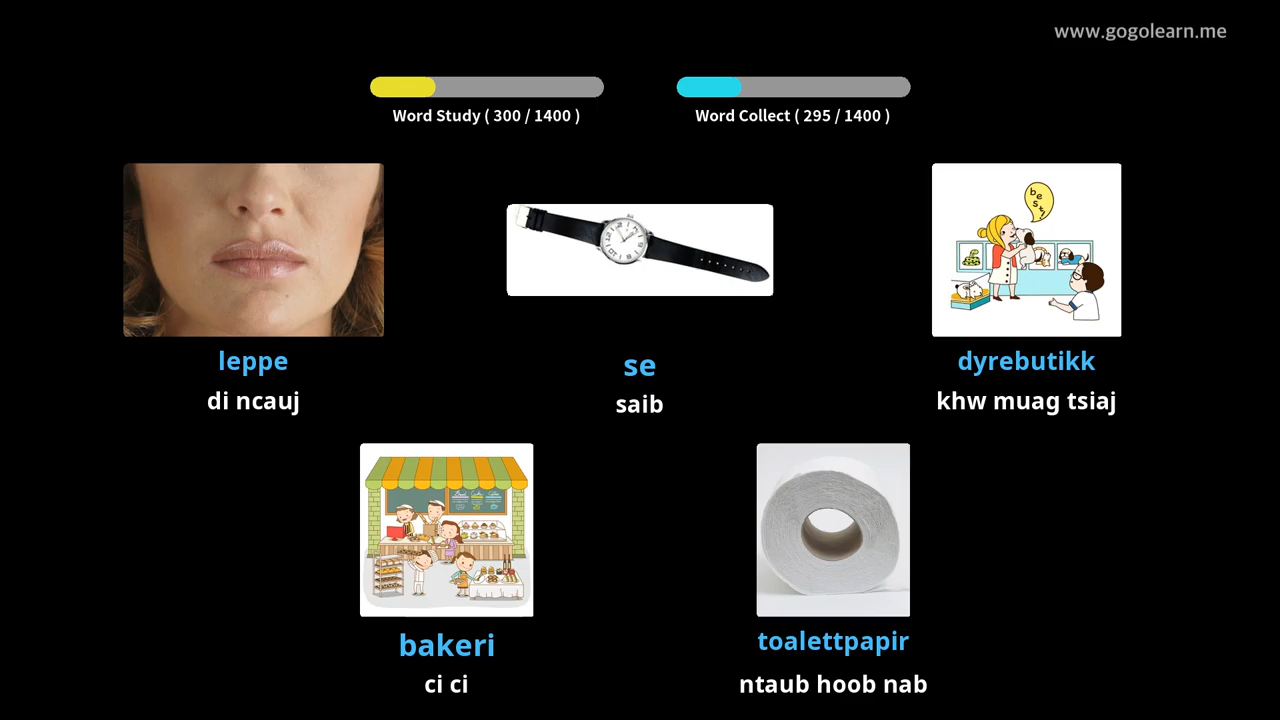 www.gogolearn.me
Word Study ( 300 / 1400 )
Word Collect ( 295 / 1400 )
best
leppe
di ncauj
se
saib
dyrebutikk
khw muag tsiaj
bakeri
ci ci
toalettpapir
ntaub hoob nab